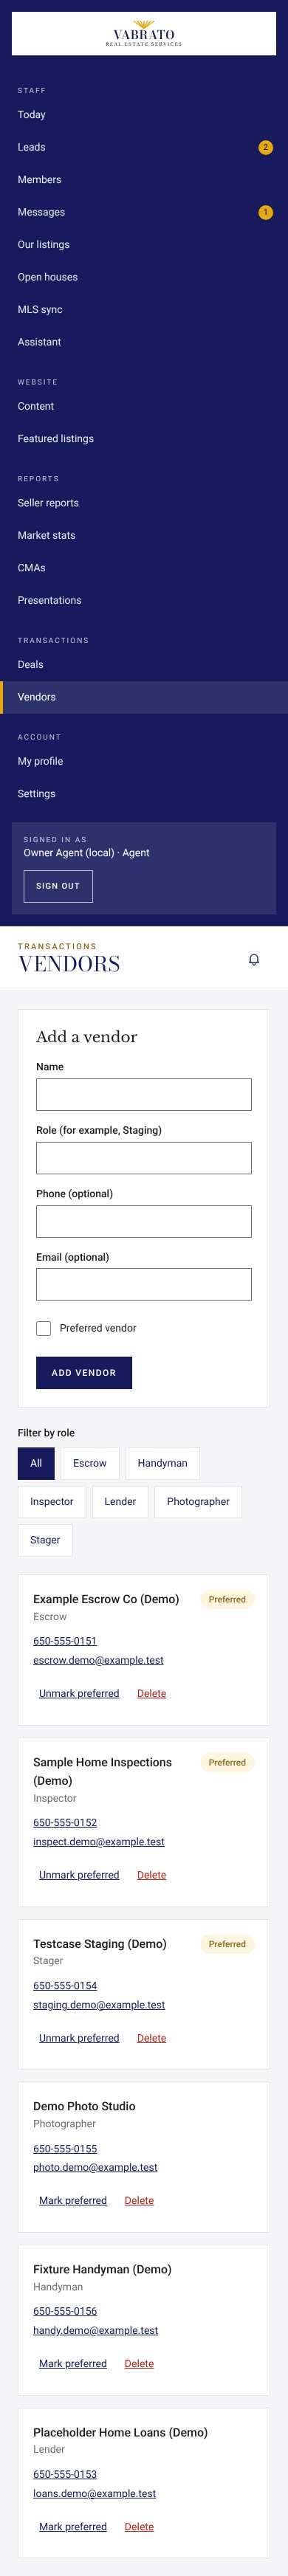 VABRATO
REAL ESTATE SERVICES
STAFF
Today
Leads 2
Members
Messages 1
Our listings
Open houses
MLS sync
Assistant
WEBSITE
Content
Featured listings
REPORTS
Seller reports
Market stats
CMAs
Presentations
TRANSACTIONS
Deals
Vendors
ACCOUNT
My profile
Settings
SIGNED IN AS
Owner Agent (local) · Agent
SIGN OUT
TRANSACTIONS
VENDORS
Add a vendor
Name
Role (for example, Staging)
Phone (optional)
Email (optional)
Preferred vendor
ADD VENDOR
Filter by role
All Escrow Handyman
Inspector Lender Photographer
Stager
Example Escrow Co (Demo) Preferred
Escrow
650-555-0151
escrow.demo@example.test
Unmark preferred Delete
Sample Home Inspections Preferred
(Demo)
Inspector
650-555-0152
inspect.demo@example.test
Unmark preferred Delete
Testcase Staging (Demo) Preferred
Stager
650-555-0154
staging.demo@example.test
Unmark preferred Delete
Demo Photo Studio
Photographer
650-555-0155
photo.demo@example.test
Mark preferred Delete
Fixture Handyman (Demo)
Handyman
650-555-0156
handy.demo@example.test
Mark preferred Delete
Placeholder Home Loans (Demo)
Lender
650-555-0153
loans.demo@example.test
Mark preferred Delete